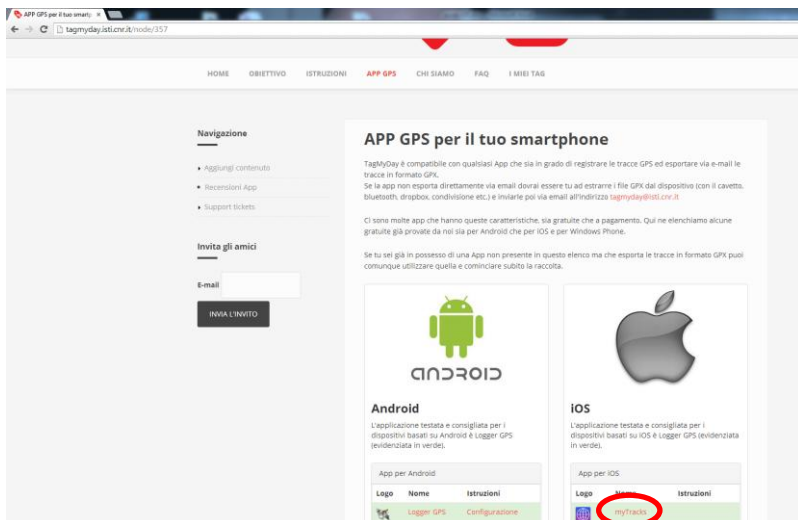 APP GPS per il tuo smartp
tagmyday.isti.cnr.it/node/357
HOME OBIETTIVO ISTRUZIONI APP GPS CHI SIAMO FAQ I MIEI TAG
Navigazione
Aggiungi contenuto
Recensioni App
Support tickets
Invita gli amici
E-mail
INVIA L'INVITO
APP GPS per il tuo smartphone
TagMyDay è compatibile con qualsiasi App che sia in grado di registrare le tracce GPS ed esportare via e-mail le
tracce in formato GPX.
Se la app non esporta direttamente via email dovrai essere tu ad estrarre i file GPX dal dispositivo (con il cavetto,
bluetooth, dropbox, condivisione etc.) e inviarle poi via email all'indirizzo tagmyday@isti.cnr.it
Ci sono molte app che hanno queste caratteristiche, sia gratuite che a pagamento. Qui ne elenchiamo alcune
gratuite già provate da noi sia per Android che per iOS e per Windows Phone.
Se tu sei già in possesso di una App non presente in questo elenco ma che esporta le tracce in formato GPX puoi
comunque utilizzare quella e cominciare subito la raccolta.
android
Android
L'applicazione testata e consigliata per i
dispositivi basati su Android è Logger GPS
(evidenziata in verde).
App per Android
Logo Nome Istruzioni
Logger GPS Configurazione
iOS
L'applicazione testata e consigliata per i
dispositivi basati su iOS è Logger GPS (evidenziata
in verde).
App per iOS
Logo Nome Istruzioni
myTracks